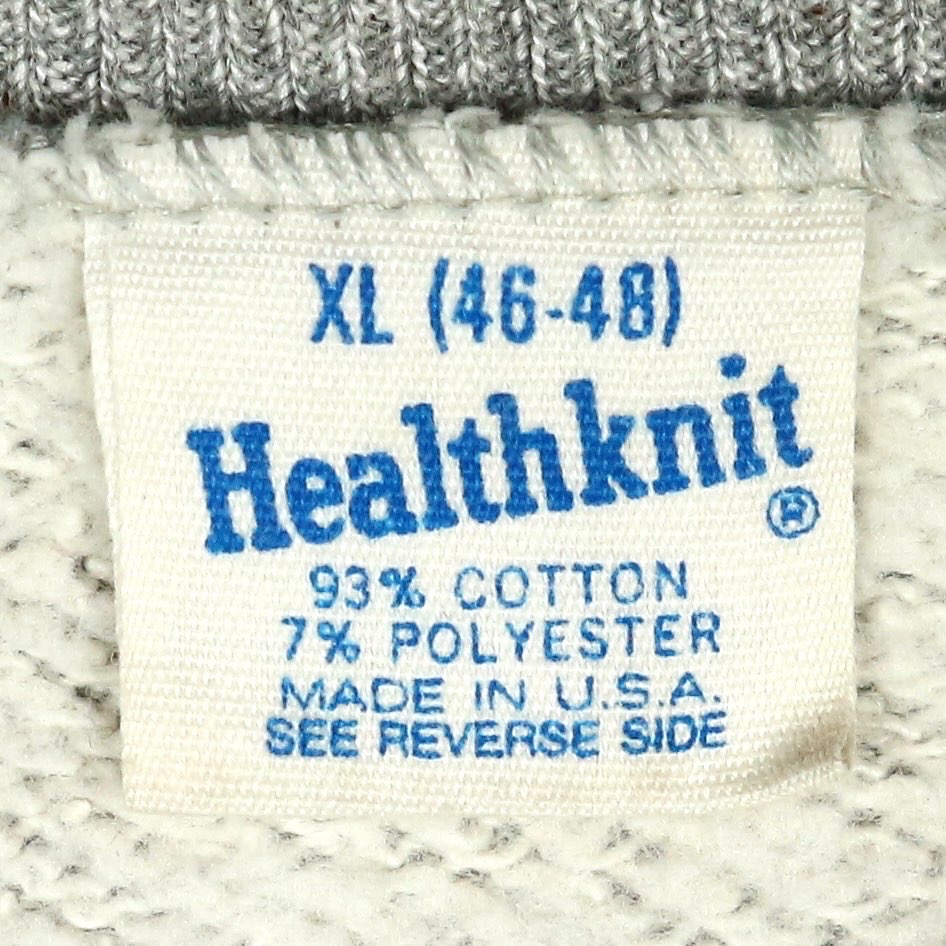 XL (46-48)
Healthknit
®
93% COTTON
7% POLYESTER
MADE IN U.S.A.
SEE REVERSE SIDE